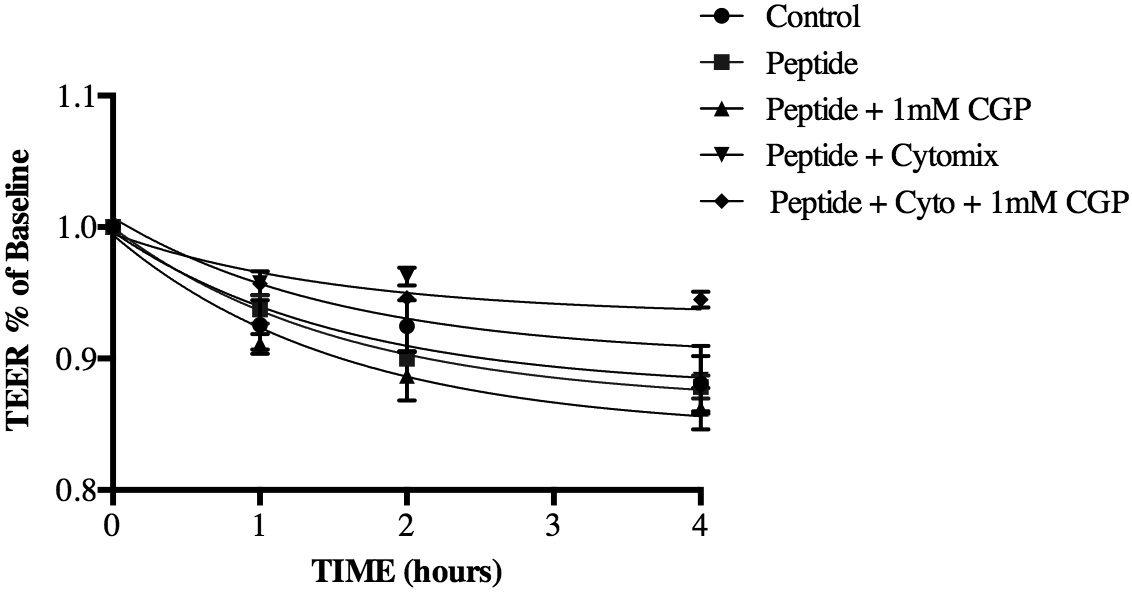 Control
Peptide
Peptide + 1mM CGP
Peptide + Cytomix
Peptide + Cyto + 1mM CGP
1.1
1.0
0.9
0.8
TEER % of Baseline
0 1 2 3 4
TIME (hours)